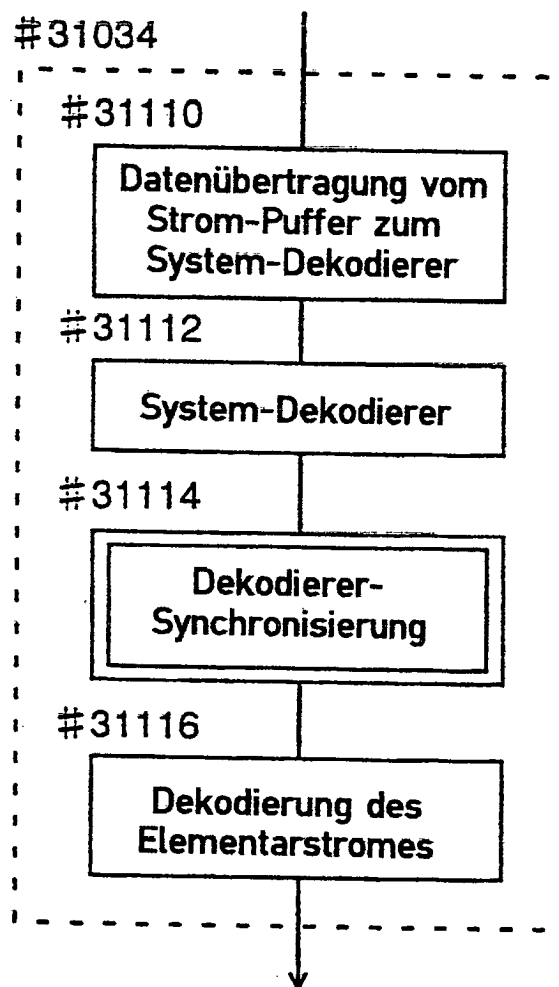 #31034
#31110
Datenübertragung vom
Strom-Puffer zum
System-Dekodierer
#31112
System-Dekodierer
#31114
Dekodierer-
Synchronisierung
#31116
Dekodierung des
Elementarstromes